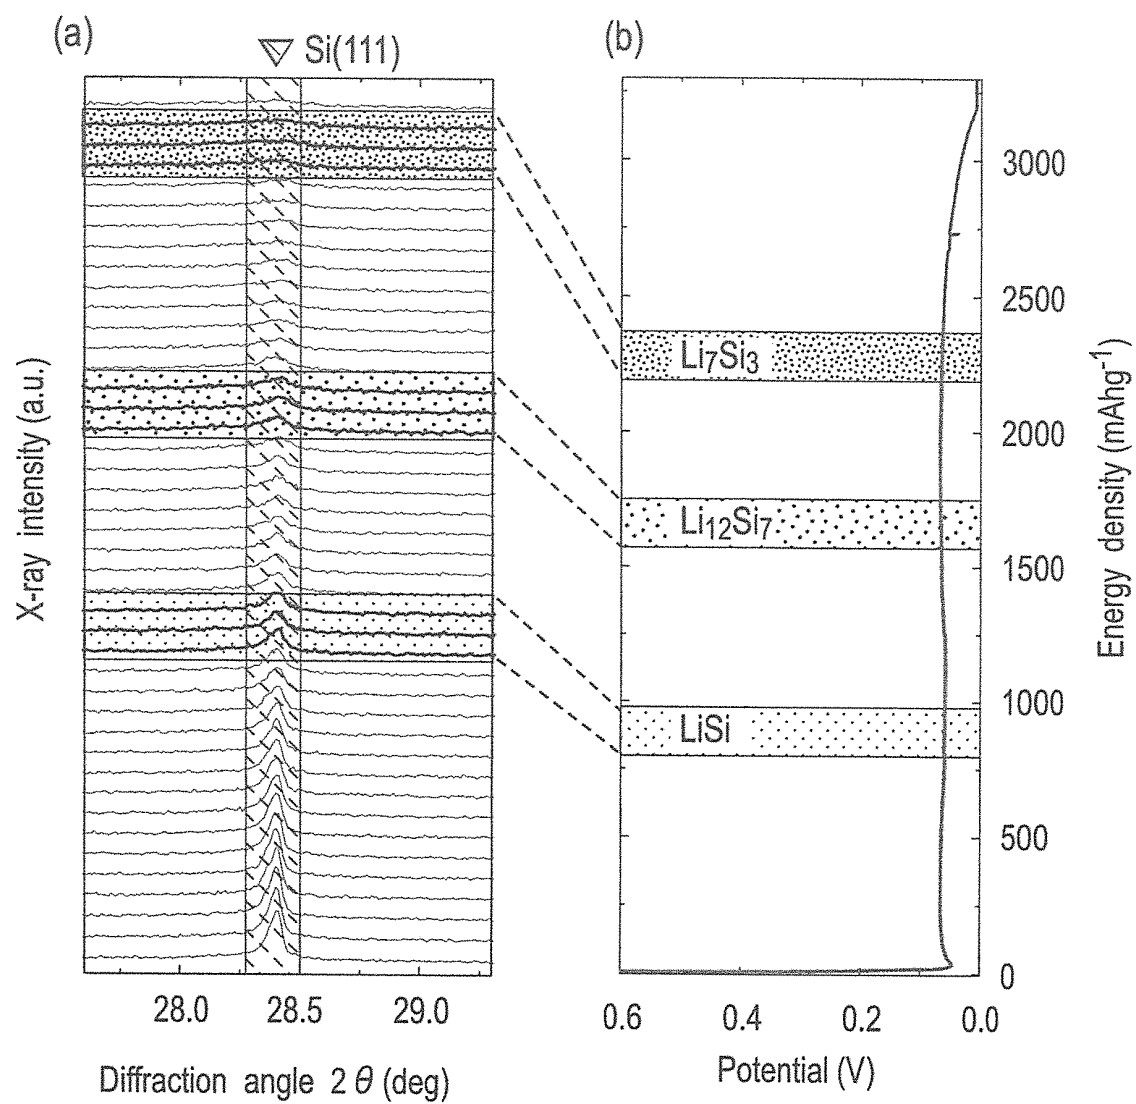 (a)
Si(111)
X-ray intensity (a.u.)
28.0 28.5 29.0
Diffraction angle 2θ (deg)
(b)
3000
2500
2000
1500
1000
500
0
Li7Si3
Li12Si7
LiSi
Energy density (mAhg-1)
0.6 0.4 0.2 0.0
Potential (V)